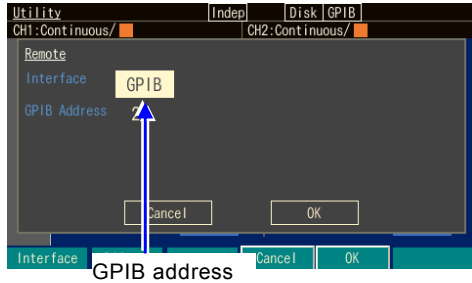 Utility Indep Disk GPIB
CH1:Continuous/ CH2:Continuous/
Remote
Interface GPIB
GPIB Address 2
Cancel OK
Interface Cancel OK
GPIB address